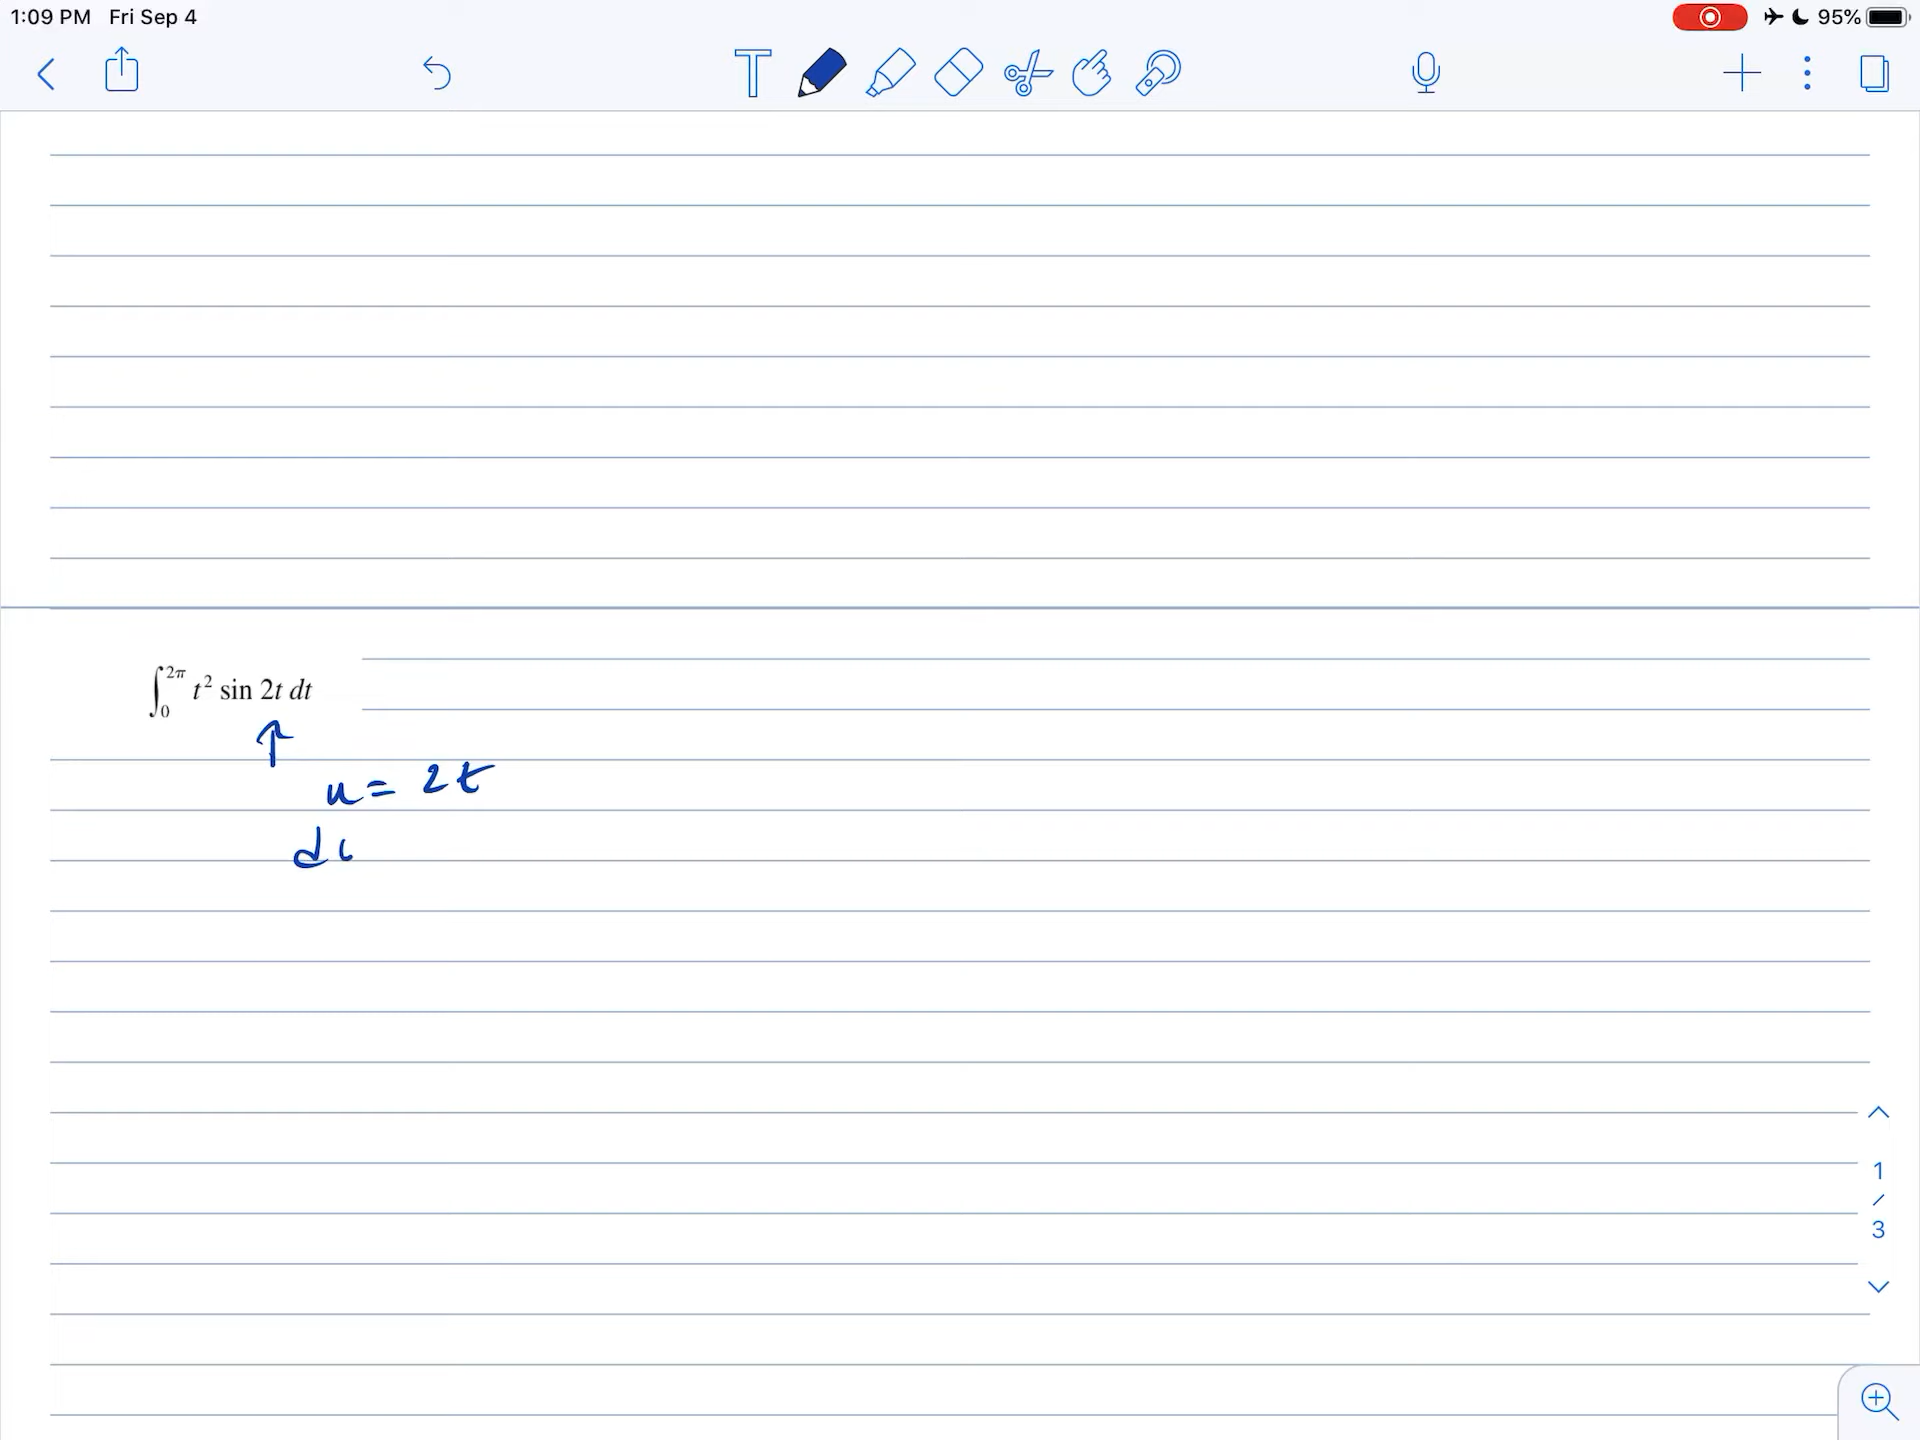 1:09 PM Fri Sep 4 95%
∫₀^{2π} t² sin 2t dt
u = 2t
d
1
/
3